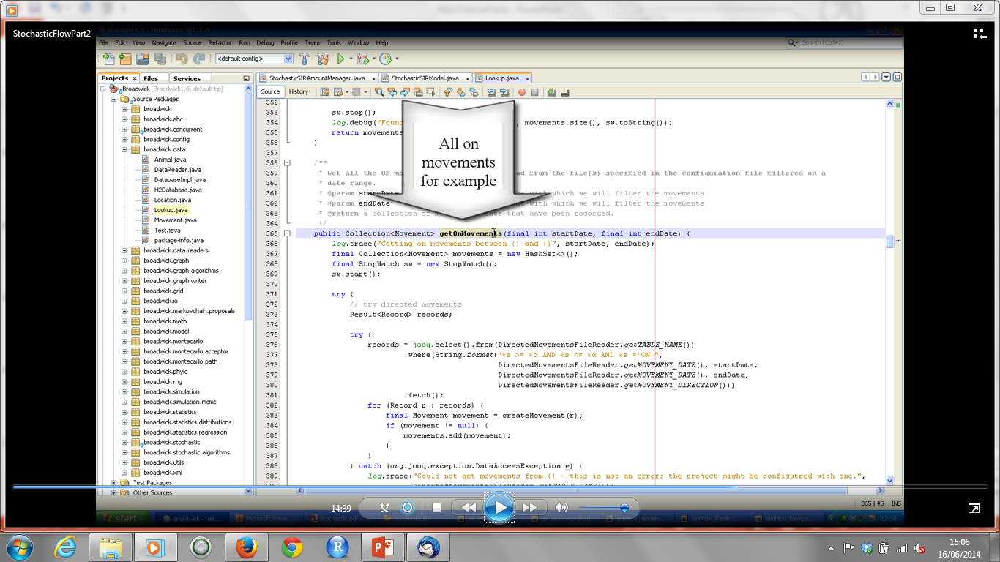 StochasticFlowPart2
File Edit View Navigate Source Refactor Run Debug Profile Team Tools Window Help
Search (Ctrl+I)
<default config>
Projects Files Services
StochasticSIRAmountManager.java StochasticSIRModel.java Lookup.java
Source History
Broadwick [Broadwick1.0, default tip]
Source Packages
broadwick
broadwick.abc
broadwick.concurrent
broadwick.config
broadwick.data
Animal.java
DataReader.java
DatabaseImpl.java
H2Database.java
Location.java
Lookup.java
Movement.java
Test.java
package-info.java
broadwick.data.readers
broadwick.graph
broadwick.graph.algorithms
broadwick.graph.writer
broadwick.grid
broadwick.io
broadwick.markovchain.proposals
broadwick.math
broadwick.model
broadwick.montecarlo
broadwick.montecarlo.acceptor
broadwick.montecarlo.path
broadwick.phylo
broadwick.rng
broadwick.simulation
broadwick.simulation.mcmc
broadwick.statistics
broadwick.statistics.distributions
broadwick.statistics.regression
broadwick.stochastic
broadwick.stochastic.algorithms
broadwick.utils
broadwick.xml
Test Packages
Other Sources
352
353 sw.stop();
354 log.debug("Foun , movements.size(), sw.toString());
355 return movements
356 }
357
358 /**
359 * Get all the ON mo ad from the file(s) specified in the configuration file filtered on a
360 * date range.
361 * @param startDate with which we will filter the movements
362 * @param endDate with which we will filter the movements
363 * @return a collection of m ents that have been recorded.
364 */
365 public Collection<Movement> getOnMovements(final int startDate, final int endDate) {
366 log.trace("Getting on movements between {} and {}", startDate, endDate);
367 final Collection<Movement> movements = new HashSet<>();
368 final StopWatch sw = new StopWatch();
369 sw.start();
370
371 try {
372 // try directed movements
373 Result<Record> records;
374
375 try {
376 records = jooq.select().from(DirectedMovementsFileReader.getTABLE_NAME())
377 .where(String.format("%s >= %d AND %s <= %d AND %s ='ON'",
378 DirectedMovementsFileReader.getMOVEMENT_DATE(), startDate,
379 DirectedMovementsFileReader.getMOVEMENT_DATE(), endDate,
380 DirectedMovementsFileReader.getMOVEMENT_DIRECTION()))
381 .fetch();
382 for (Record r : records) {
383 final Movement movement = createMovement(r);
384 if (movement != null) {
385 movements.add(movement);
386 }
387 }
388 } catch (org.jooq.exception.DataAccessException e) {
389 log.trace("Could not get movements from {} - this is not an error; the project might be configutred with one.",
All on
movements
for example
365 | 45 INS
14:39
start Broadwick - Net... Microsoft Power... stochastic.pdf StochasticSIR 12:16
15:06
16/06/2014